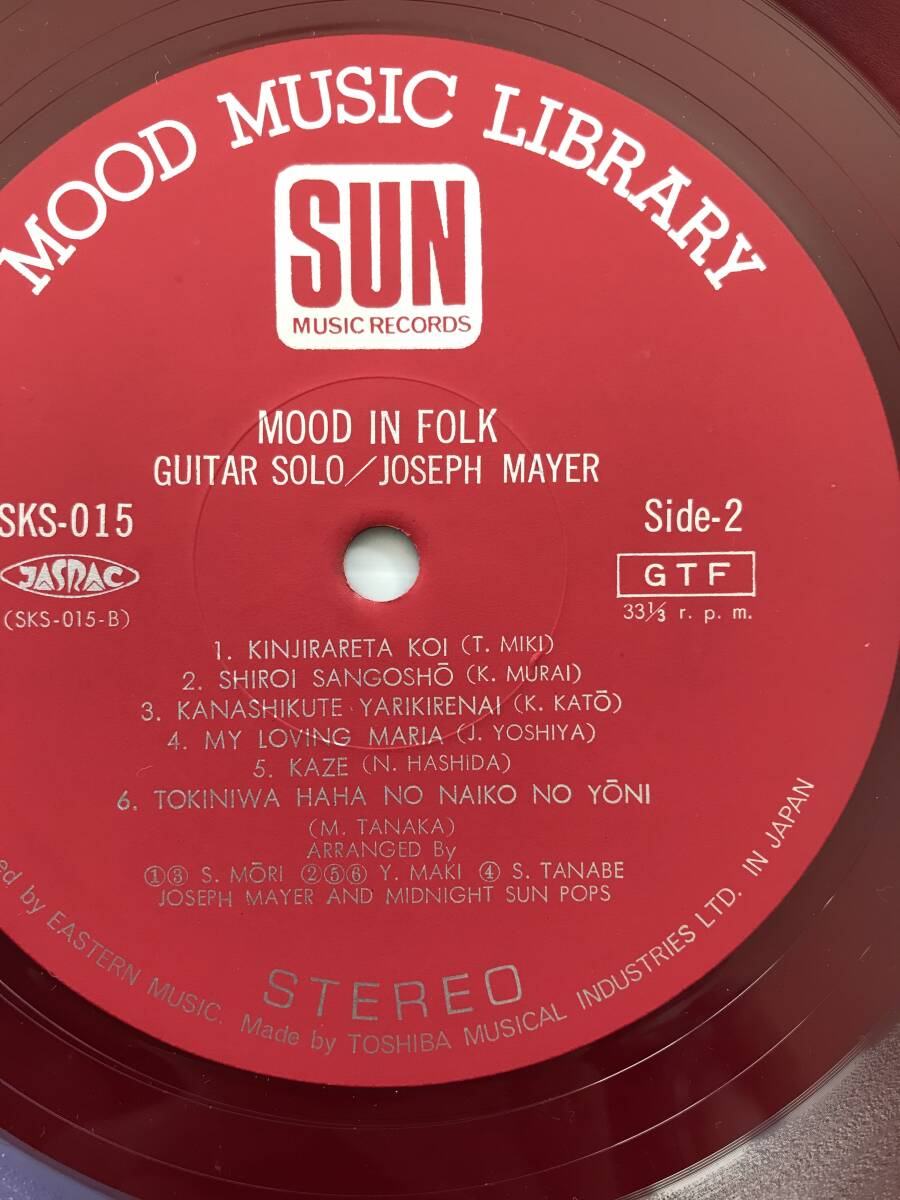 MOOD MUSIC LIBRARY
SUN
MUSIC RECORDS
MOOD IN FOLK
GUITAR SOLO/JOSEPH MAYER
SKS-015
Side-2
JASRAC
GTF
(SKS-015-B)
33⅓ r. p. m.
1. KINJIRARETA KOI (T. MIKI)
2. SHIROI SANGOSHŌ (K. MURAI)
3. KANASHIKUTE YARIKIRENAI (K. KATŌ)
4. MY LOVING MARIA (J. YOSHIYA)
5. KAZE (N. HASHIDA)
6. TOKINIWA HAHA NO NAIKO NO YŌNI
(M. TANAKA)
ARRANGED By
①③ S. MŌRI ②⑤⑥ Y. MAKI ④ S. TANABE
JOSEPH MAYER AND MIDNIGHT SUN POPS
STEREO
by EASTERN MUSIC. Made by TOSHIBA MUSICAL INDUSTRIES LTD. IN JAPAN